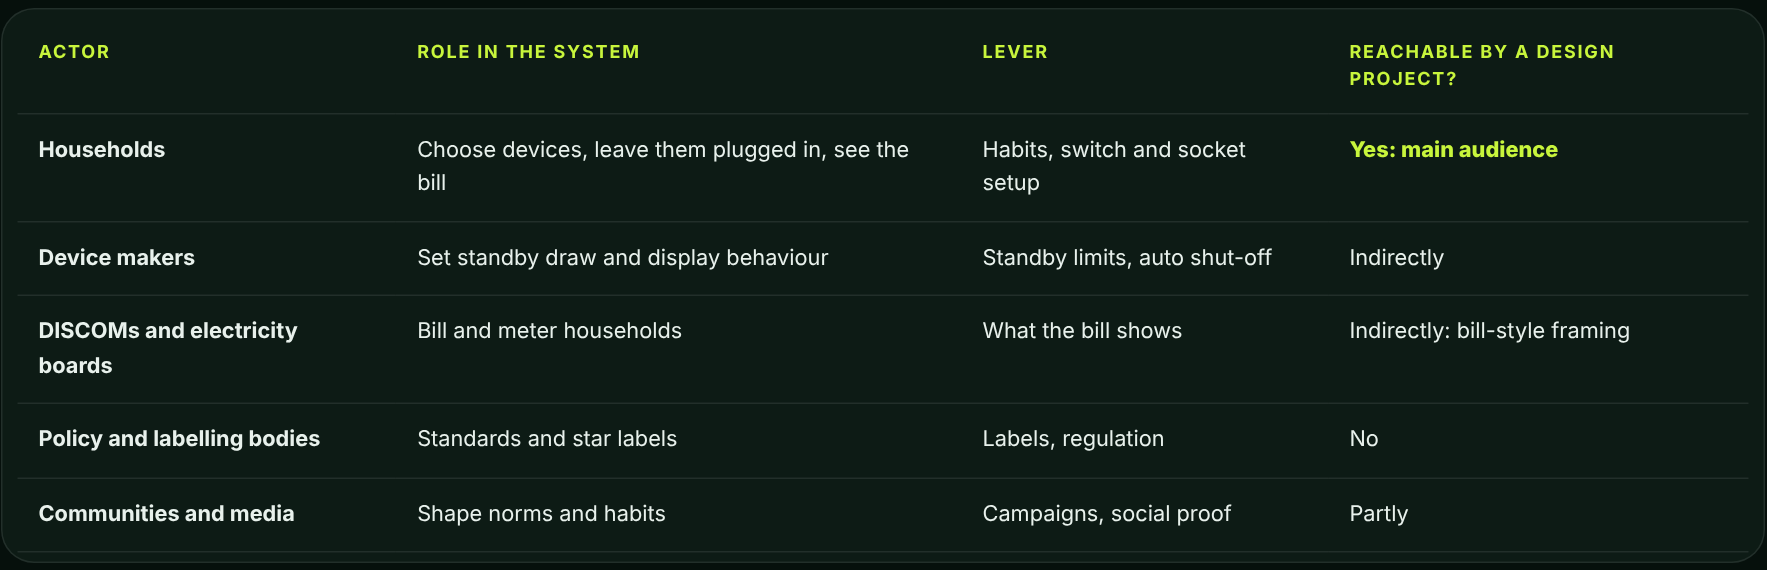 ACTOR
ROLE IN THE SYSTEM
LEVER
REACHABLE BY A DESIGN
PROJECT?
Households
Choose devices, leave them plugged in, see the
bill
Habits, switch and socket
setup
Yes: main audience
Device makers
Set standby draw and display behaviour
Standby limits, auto shut-off
Indirectly
DISCOMs and electricity
boards
Bill and meter households
What the bill shows
Indirectly: bill-style framing
Policy and labelling bodies
Standards and star labels
Labels, regulation
No
Communities and media
Shape norms and habits
Campaigns, social proof
Partly